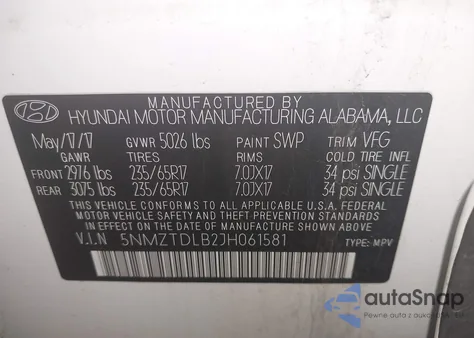 MANUFACTURED BY
HYUNDAI MOTOR MANUFACTURING ALABAMA, LLC
May/17/17 GVWR 5026 lbs PAINT SWP TRIM VFG
GAWR TIRES RIMS COLD TIRE INFL
FRONT 2976 lbs 235/65R17 7.0JX17 34 psi SINGLE
REAR 3075 lbs 235/65R17 7.0JX17 34 psi SINGLE
THIS VEHICLE CONFORMS TO ALL APPLICABLE U.S.A. FEDERAL
MOTOR VEHICLE SAFETY AND THEFT PREVENTION STANDARDS
IN EFFECT ON THE DATE OF MANUFACTURE SHOWN ABOVE.
V.I.N 5NMZTDLB2JH061581 TYPE: MPV
autoSnap
Pewne auto z